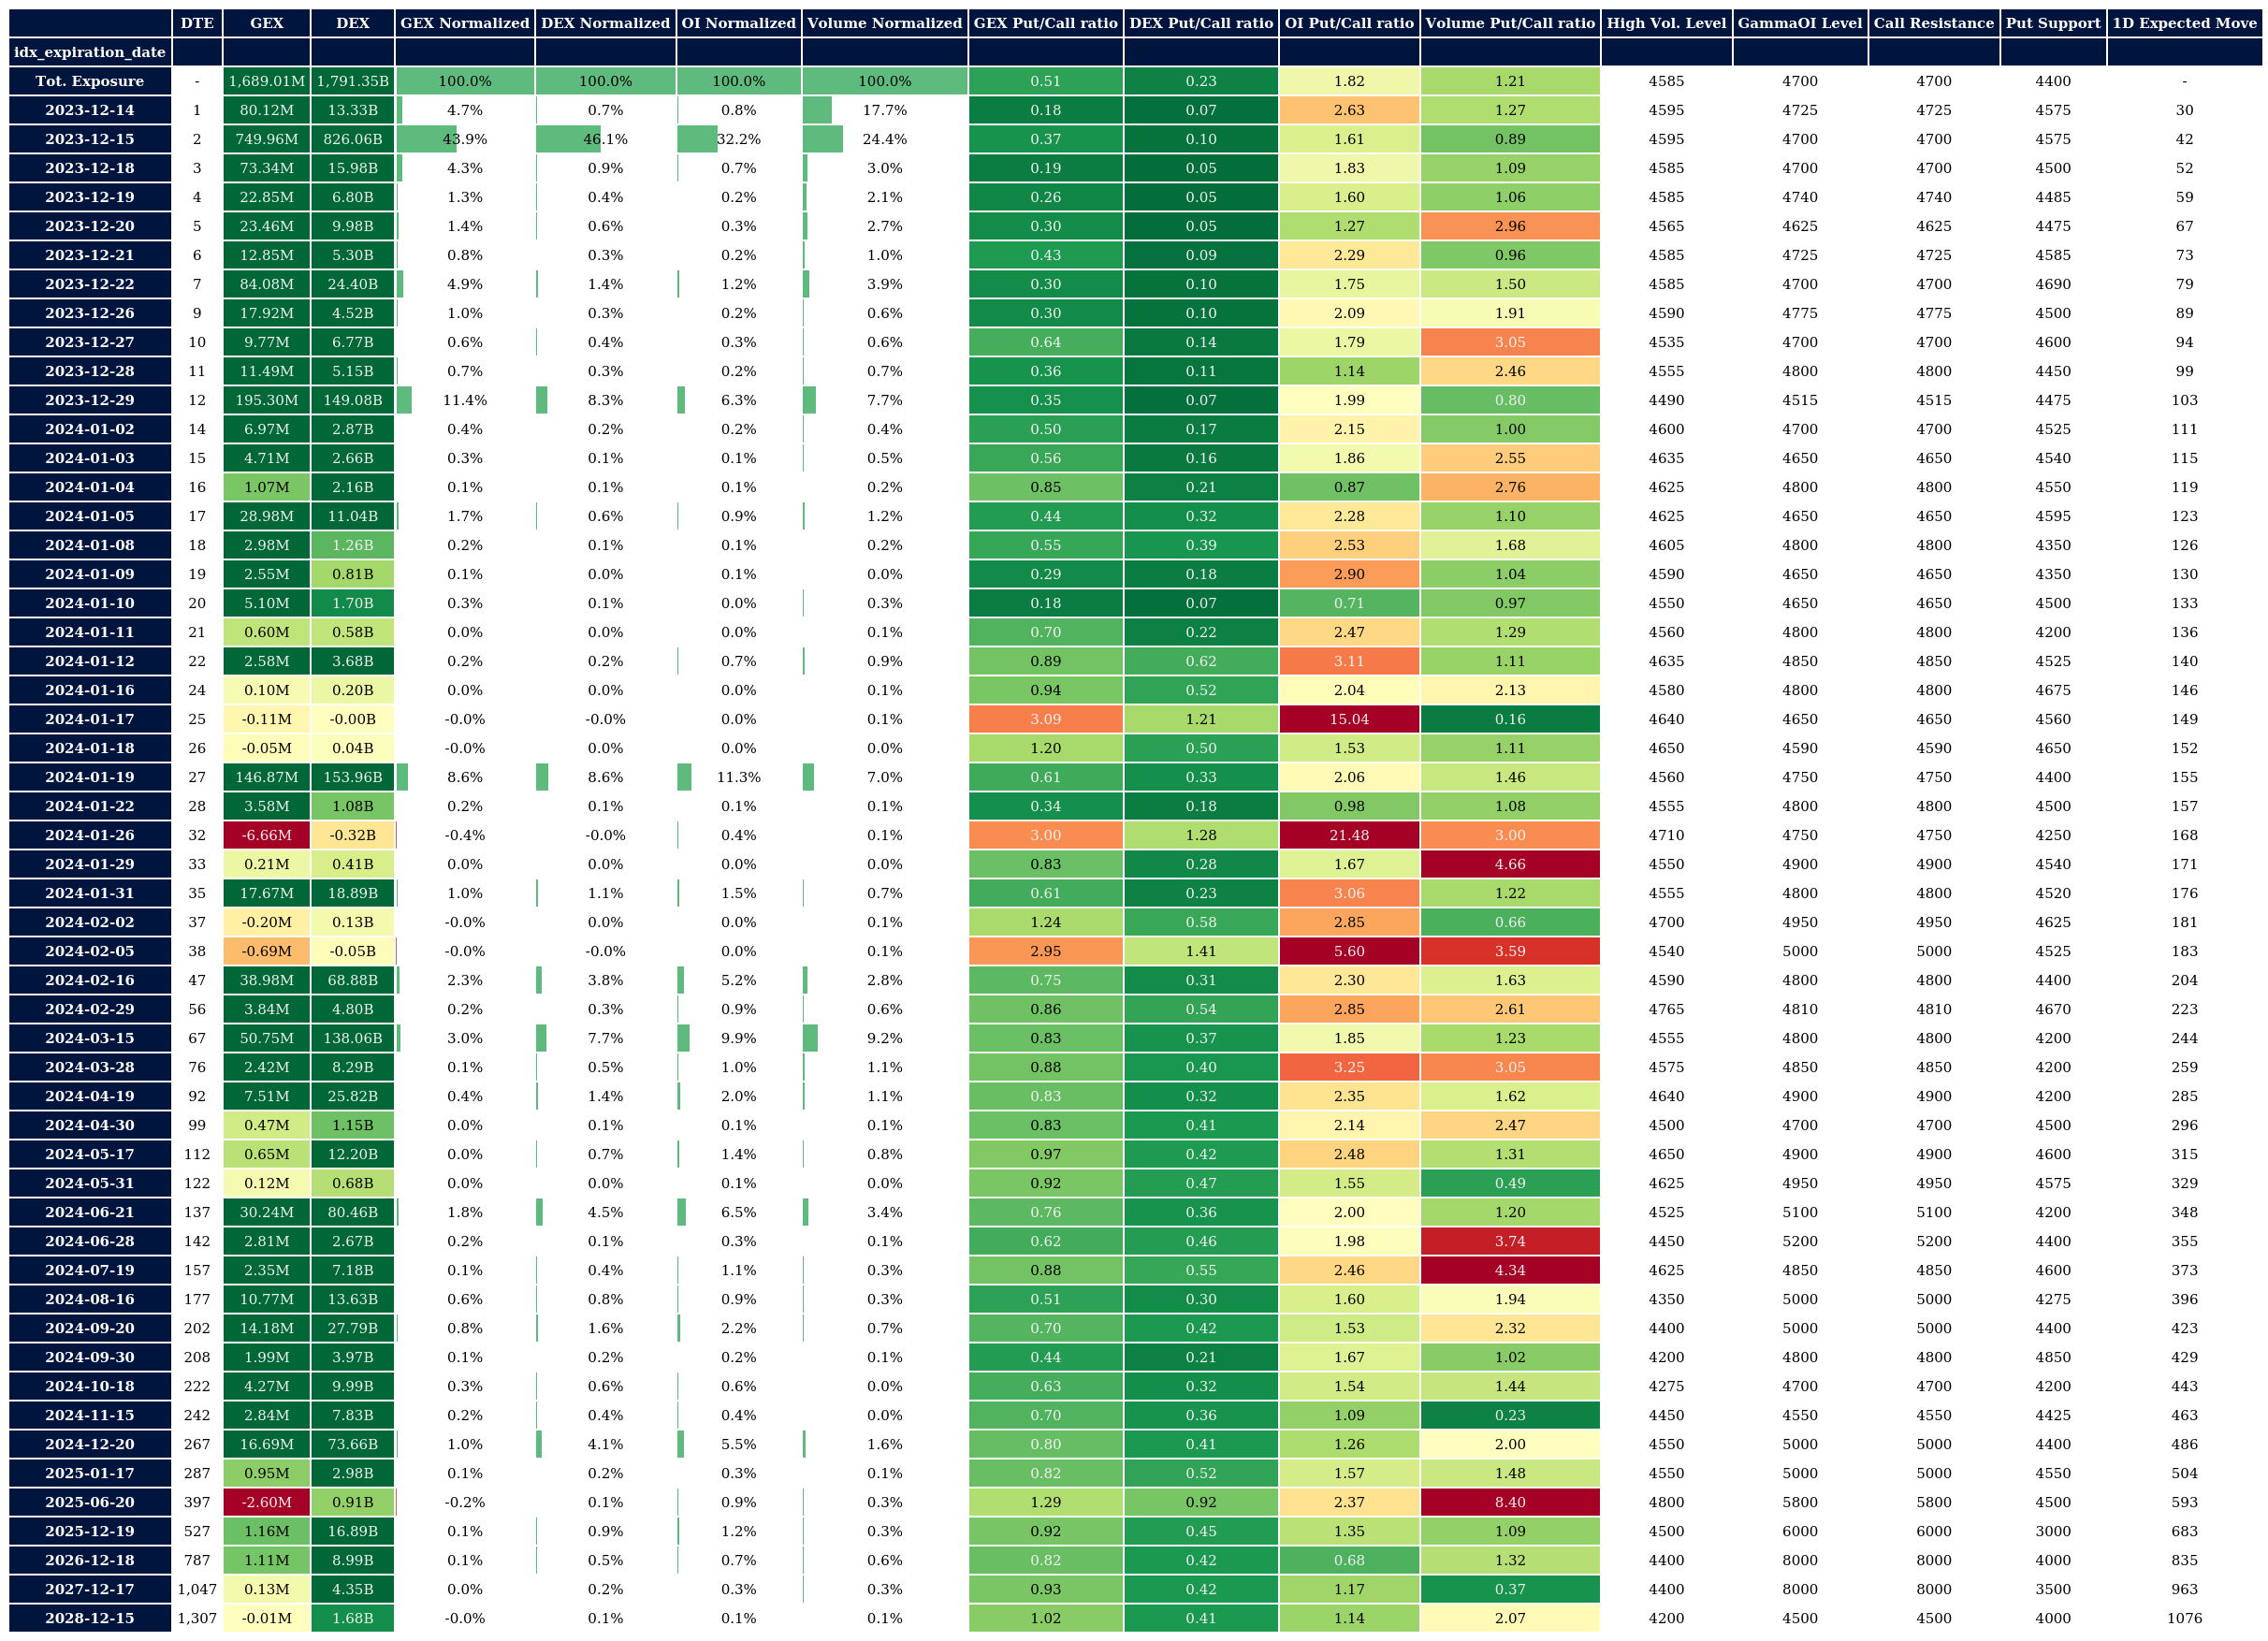 DTE GEX DEX GEX Normalized DEX Normalized OI Normalized Volume Normalized GEX Put/Call ratio DEX Put/Call ratio OI Put/Call ratio Volume Put/Call ratio High Vol. Level GammaOI Level Call Resistance Put Support 1D Expected Move
idx_expiration_date
Tot. Exposure - 1,689.01M 1,791.35B 100.0% 100.0% 100.0% 100.0% 0.51 0.23 1.82 1.21 4585 4700 4700 4400 -
2023-12-14 1 80.12M 13.33B 4.7% 0.7% 0.8% 17.7% 0.18 0.07 2.63 1.27 4595 4725 4725 4575 30
2023-12-15 2 749.96M 826.06B 43.9% 46.1% 32.2% 24.4% 0.37 0.10 1.61 0.89 4595 4700 4700 4575 42
2023-12-18 3 73.34M 15.98B 4.3% 0.9% 0.7% 3.0% 0.19 0.05 1.83 1.09 4585 4700 4700 4500 52
2023-12-19 4 22.85M 6.80B 1.3% 0.4% 0.2% 2.1% 0.26 0.05 1.60 1.06 4585 4740 4740 4485 59
2023-12-20 5 23.46M 9.98B 1.4% 0.6% 0.3% 2.7% 0.30 0.05 1.27 2.96 4565 4625 4625 4475 67
2023-12-21 6 12.85M 5.30B 0.8% 0.3% 0.2% 1.0% 0.43 0.09 2.29 0.96 4585 4725 4725 4585 73
2023-12-22 7 84.08M 24.40B 4.9% 1.4% 1.2% 3.9% 0.30 0.10 1.75 1.50 4585 4700 4700 4690 79
2023-12-26 9 17.92M 4.52B 1.0% 0.3% 0.2% 0.6% 0.30 0.10 2.09 1.91 4590 4775 4775 4500 89
2023-12-27 10 9.77M 6.77B 0.6% 0.4% 0.3% 0.6% 0.64 0.14 1.79 3.05 4535 4700 4700 4600 94
2023-12-28 11 11.49M 5.15B 0.7% 0.3% 0.2% 0.7% 0.36 0.11 1.14 2.46 4555 4800 4800 4450 99
2023-12-29 12 195.30M 149.08B 11.4% 8.3% 6.3% 7.7% 0.35 0.07 1.99 0.80 4490 4515 4515 4475 103
2024-01-02 14 6.97M 2.87B 0.4% 0.2% 0.2% 0.4% 0.50 0.17 2.15 1.00 4600 4700 4700 4525 111
2024-01-03 15 4.71M 2.66B 0.3% 0.1% 0.1% 0.5% 0.56 0.16 1.86 2.55 4635 4650 4650 4540 115
2024-01-04 16 1.07M 2.16B 0.1% 0.1% 0.1% 0.2% 0.85 0.21 0.87 2.76 4625 4800 4800 4550 119
2024-01-05 17 28.98M 11.04B 1.7% 0.6% 0.9% 1.2% 0.44 0.32 2.28 1.10 4625 4650 4650 4595 123
2024-01-08 18 2.98M 1.26B 0.2% 0.1% 0.1% 0.2% 0.55 0.39 2.53 1.68 4605 4800 4800 4350 126
2024-01-09 19 2.55M 0.81B 0.1% 0.0% 0.1% 0.0% 0.29 0.18 2.90 1.04 4590 4650 4650 4350 130
2024-01-10 20 5.10M 1.70B 0.3% 0.1% 0.0% 0.3% 0.18 0.07 0.71 0.97 4550 4650 4650 4500 133
2024-01-11 21 0.60M 0.58B 0.0% 0.0% 0.0% 0.1% 0.70 0.22 2.47 1.29 4560 4800 4800 4200 136
2024-01-12 22 2.58M 3.68B 0.2% 0.2% 0.7% 0.9% 0.89 0.62 3.11 1.11 4635 4850 4850 4525 140
2024-01-16 24 0.10M 0.20B 0.0% 0.0% 0.0% 0.1% 0.94 0.52 2.04 2.13 4580 4800 4800 4675 146
2024-01-17 25 -0.11M -0.00B -0.0% -0.0% 0.0% 0.1% 3.09 1.21 15.04 0.16 4640 4650 4650 4560 149
2024-01-18 26 -0.05M 0.04B -0.0% 0.0% 0.0% 0.0% 1.20 0.50 1.53 1.11 4650 4590 4590 4650 152
2024-01-19 27 146.87M 153.96B 8.6% 8.6% 11.3% 7.0% 0.61 0.33 2.06 1.46 4560 4750 4750 4400 155
2024-01-22 28 3.58M 1.08B 0.2% 0.1% 0.1% 0.1% 0.34 0.18 0.98 1.08 4555 4800 4800 4500 157
2024-01-26 32 -6.66M -0.32B -0.4% -0.0% 0.4% 0.1% 3.00 1.28 21.48 3.00 4710 4750 4750 4250 168
2024-01-29 33 0.21M 0.41B 0.0% 0.0% 0.0% 0.0% 0.83 0.28 1.67 4.66 4550 4900 4900 4540 171
2024-01-31 35 17.67M 18.89B 1.0% 1.1% 1.5% 0.7% 0.61 0.23 3.06 1.22 4555 4800 4800 4520 176
2024-02-02 37 -0.20M 0.13B -0.0% 0.0% 0.0% 0.1% 1.24 0.58 2.85 0.66 4700 4950 4950 4625 181
2024-02-05 38 -0.69M -0.05B -0.0% -0.0% 0.0% 0.1% 2.95 1.41 5.60 3.59 4540 5000 5000 4525 183
2024-02-16 47 38.98M 68.88B 2.3% 3.8% 5.2% 2.8% 0.75 0.31 2.30 1.63 4590 4800 4800 4400 204
2024-02-29 56 3.84M 4.80B 0.2% 0.3% 0.9% 0.6% 0.86 0.54 2.85 2.61 4765 4810 4810 4670 223
2024-03-15 67 50.75M 138.06B 3.0% 7.7% 9.9% 9.2% 0.83 0.37 1.85 1.23 4555 4800 4800 4200 244
2024-03-28 76 2.42M 8.29B 0.1% 0.5% 1.0% 1.1% 0.88 0.40 3.25 3.05 4575 4850 4850 4200 259
2024-04-19 92 7.51M 25.82B 0.4% 1.4% 2.0% 1.1% 0.83 0.32 2.35 1.62 4640 4900 4900 4200 285
2024-04-30 99 0.47M 1.15B 0.0% 0.1% 0.1% 0.1% 0.83 0.41 2.14 2.47 4500 4700 4700 4500 296
2024-05-17 112 0.65M 12.20B 0.0% 0.7% 1.4% 0.8% 0.97 0.42 2.48 1.31 4650 4900 4900 4600 315
2024-05-31 122 0.12M 0.68B 0.0% 0.0% 0.1% 0.0% 0.92 0.47 1.55 0.49 4625 4950 4950 4575 329
2024-06-21 137 30.24M 80.46B 1.8% 4.5% 6.5% 3.4% 0.76 0.36 2.00 1.20 4525 5100 5100 4200 348
2024-06-28 142 2.81M 2.67B 0.2% 0.1% 0.3% 0.1% 0.62 0.46 1.98 3.74 4450 5200 5200 4400 355
2024-07-19 157 2.35M 7.18B 0.1% 0.4% 1.1% 0.3% 0.88 0.55 2.46 4.34 4625 4850 4850 4600 373
2024-08-16 177 10.77M 13.63B 0.6% 0.8% 0.9% 0.3% 0.51 0.30 1.60 1.94 4350 5000 5000 4275 396
2024-09-20 202 14.18M 27.79B 0.8% 1.6% 2.2% 0.7% 0.70 0.42 1.53 2.32 4400 5000 5000 4400 423
2024-09-30 208 1.99M 3.97B 0.1% 0.2% 0.2% 0.1% 0.44 0.21 1.67 1.02 4200 4800 4800 4850 429
2024-10-18 222 4.27M 9.99B 0.3% 0.6% 0.6% 0.0% 0.63 0.32 1.54 1.44 4275 4700 4700 4200 443
2024-11-15 242 2.84M 7.83B 0.2% 0.4% 0.4% 0.0% 0.70 0.36 1.09 0.23 4450 4550 4550 4425 463
2024-12-20 267 16.69M 73.66B 1.0% 4.1% 5.5% 1.6% 0.80 0.41 1.26 2.00 4550 5000 5000 4400 486
2025-01-17 287 0.95M 2.98B 0.1% 0.2% 0.3% 0.1% 0.82 0.52 1.57 1.48 4550 5000 5000 4550 504
2025-06-20 397 -2.60M 0.91B -0.2% 0.1% 0.9% 0.3% 1.29 0.92 2.37 8.40 4800 5800 5800 4500 593
2025-12-19 527 1.16M 16.89B 0.1% 0.9% 1.2% 0.3% 0.92 0.45 1.35 1.09 4500 6000 6000 3000 683
2026-12-18 787 1.11M 8.99B 0.1% 0.5% 0.7% 0.6% 0.82 0.42 0.68 1.32 4400 8000 8000 4000 835
2027-12-17 1,047 0.13M 4.35B 0.0% 0.2% 0.3% 0.3% 0.93 0.42 1.17 0.37 4400 8000 8000 3500 963
2028-12-15 1,307 -0.01M 1.68B -0.0% 0.1% 0.1% 0.1% 1.02 0.41 1.14 2.07 4200 4500 4500 4000 1076